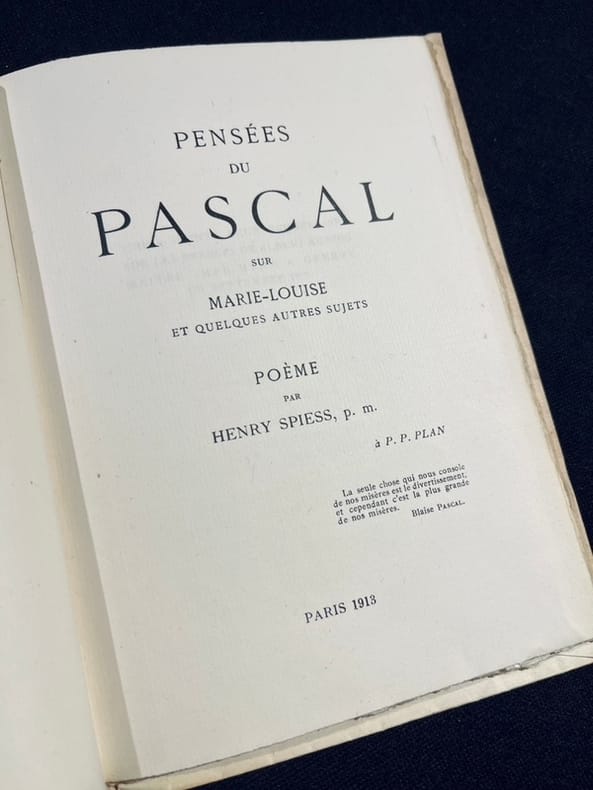 PENSÉES
DU
PASCAL
SUR
MARIE-LOUISE
ET QUELQUES AUTRES SUJETS
POÈME
PAR
HENRY SPIESS, p. m.
à P. P. PLAN
La seule chose qui nous console
de nos misères est le divertissement,
et cependant c'est la plus grande
de nos misères. Blaise PASCAL.
PARIS 1913